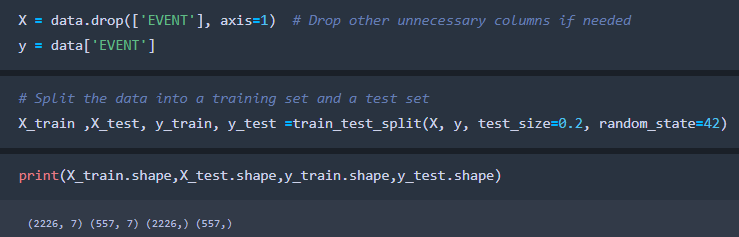 X = data.drop(['EVENT'], axis=1)  # Drop other unnecessary columns if needed
y = data['EVENT']
# Split the data into a training set and a test set
X_train ,X_test, y_train, y_test =train_test_split(X, y, test_size=0.2, random_state=42)
print(X_train.shape,X_test.shape,y_train.shape,y_test.shape)
(2226, 7) (557, 7) (2226,) (557,)